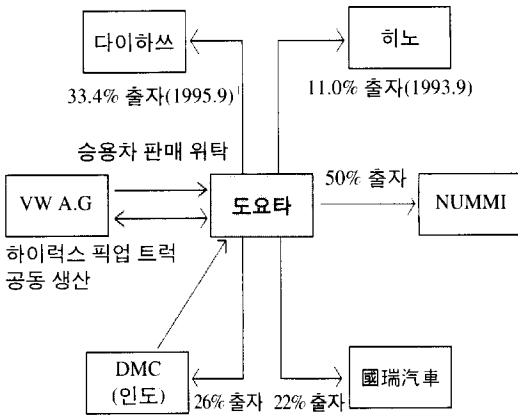 다이하쓰
히노
33.4% 출자(1995.9)
11.0% 출자(1993.9)
승용차 판매 위탁
50% 출자
VW A.G
도요타
NUMMI
하이럭스 픽업 트럭
공동 생산
DMC
(인도)
26% 출자
22% 출자
國瑞汽車